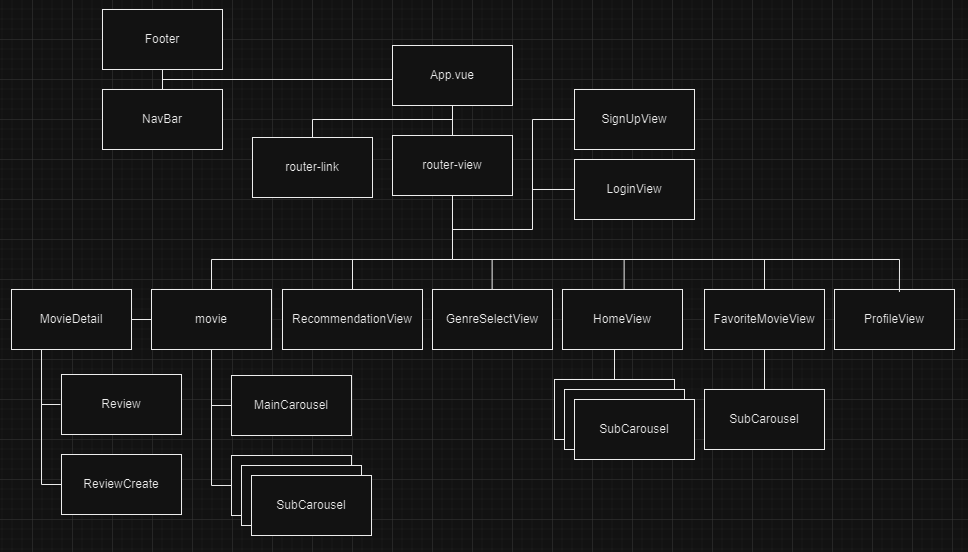 Footer
App.vue
NavBar
SignUpView
router-link
router-view
LoginView
MovieDetail
movie
RecommendationView
GenreSelectView
HomeView
FavoriteMovieView
ProfileView
Review
MainCarousel
SubCarousel
SubCarousel
ReviewCreate
SubCarousel